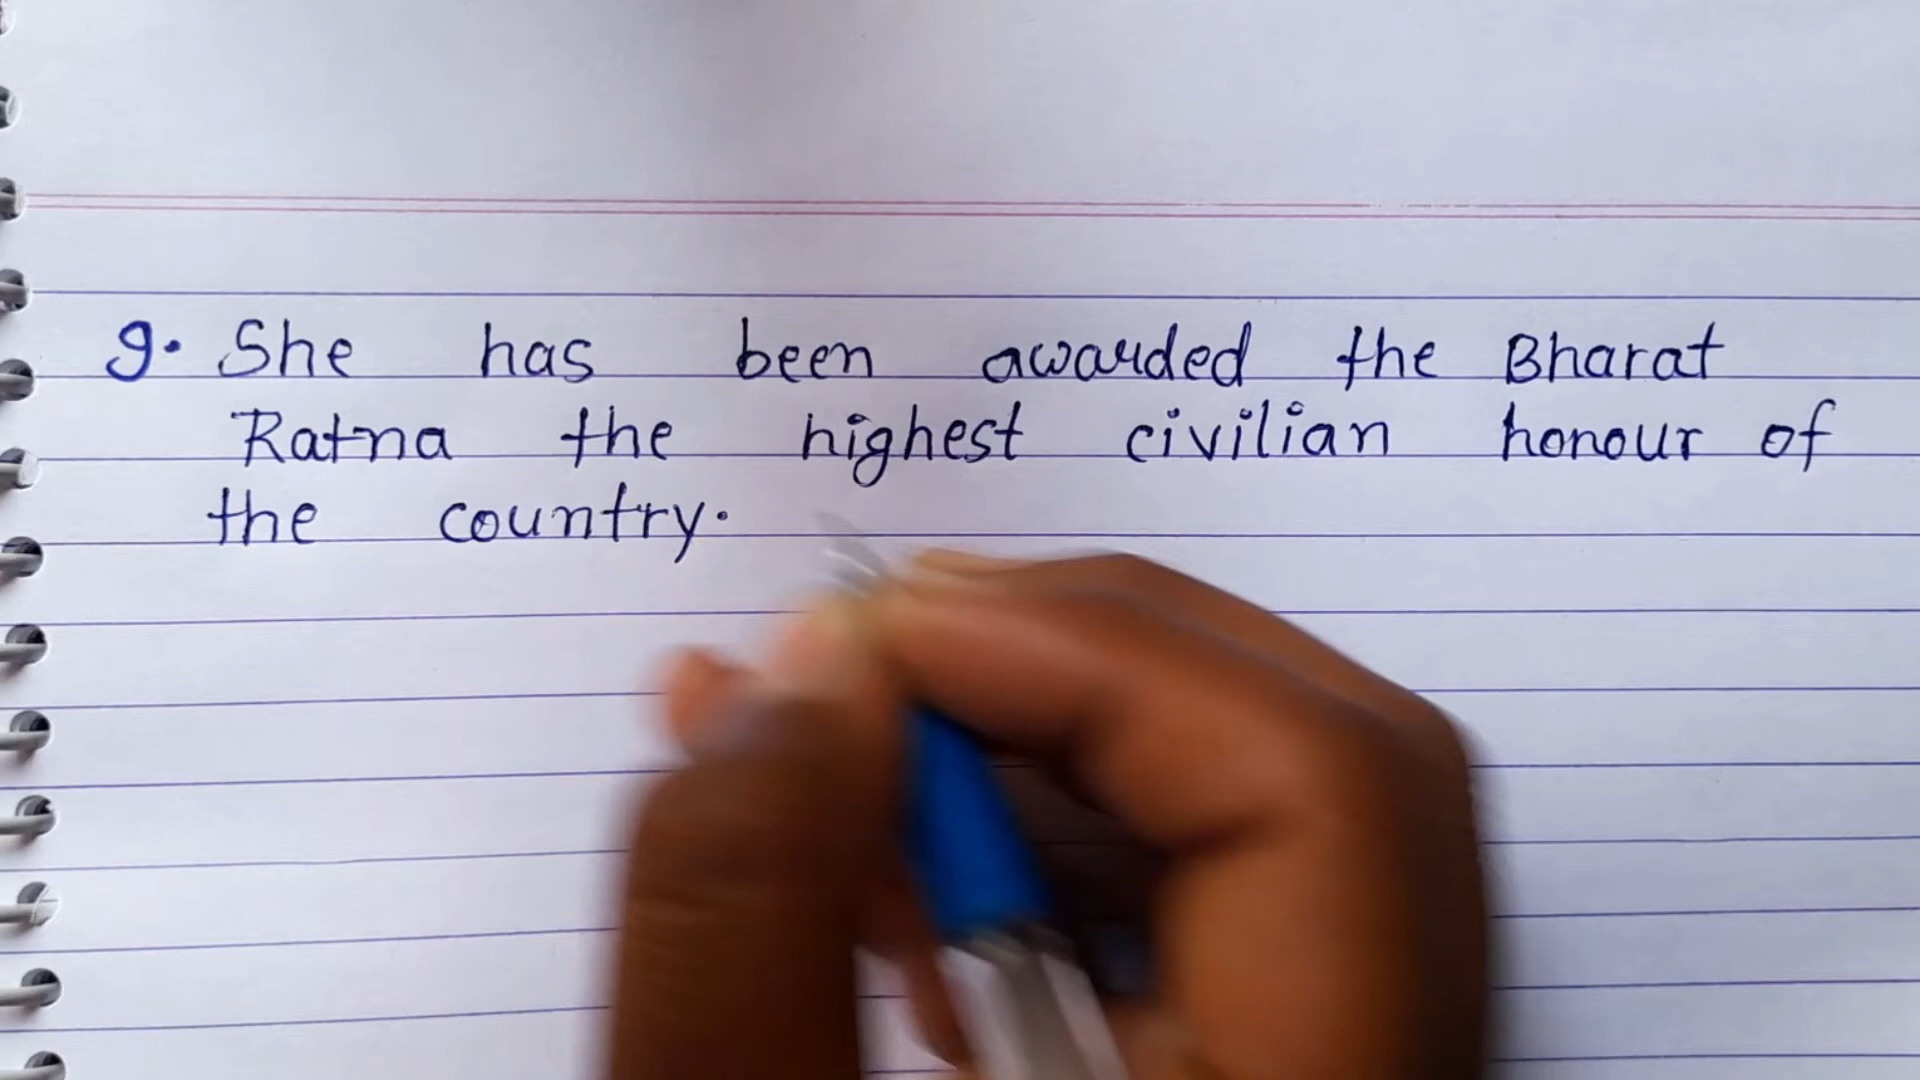 9. She has been awarded the Bharat
Ratna the highest civilian honour of
the country.